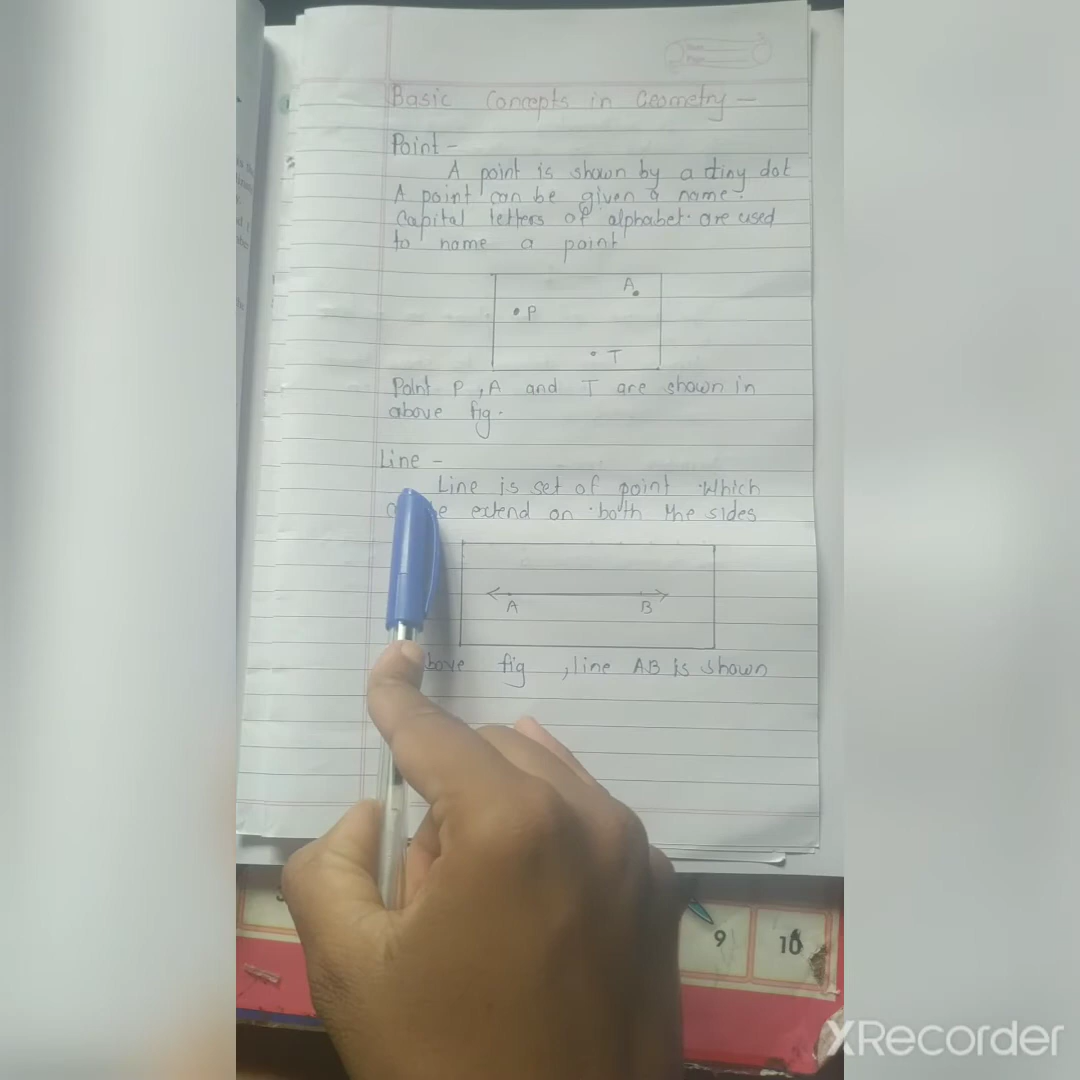 Basic Concepts in Geometry -
Point -
A point is shown by a tiny dot
A point can be given a name.
Capital letters of alphabet are used
to name a point
A
P
T
Point P, A and T are shown in
above fig.
Line -
Line is set of point which
extend on both the sides
A B
fig, line AB is shown
9 10
XRecorder